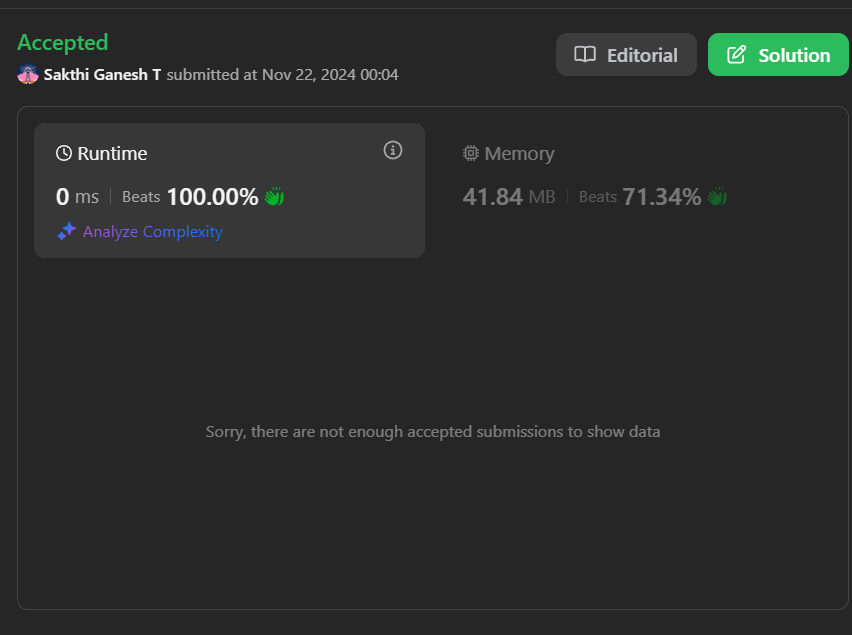 Accepted
Sakthi Ganesh T submitted at Nov 22, 2024 00:04
Editorial
Solution
Runtime
0 ms Beats 100.00%
Analyze Complexity
Memory
41.84 MB Beats 71.34%
Sorry, there are not enough accepted submissions to show data